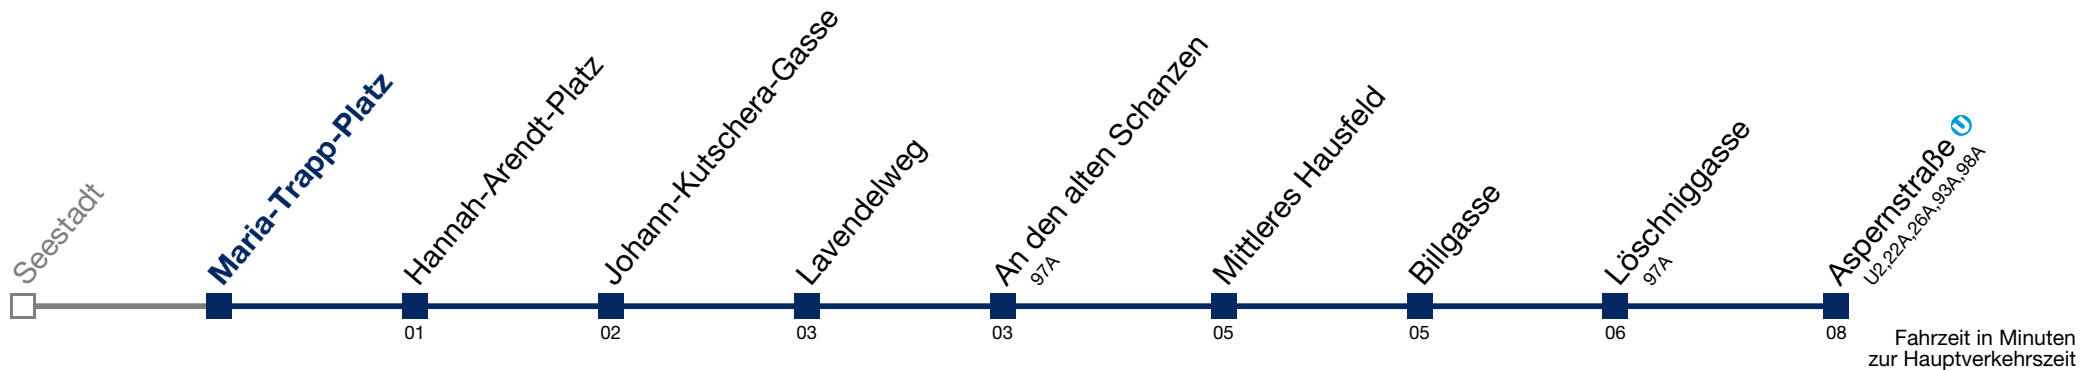 Seestadt
Maria-Trapp-Platz
Hannah-Arendt-Platz
01
Johann-Kutschera-Gasse
02
Lavendelweg
03
An den alten Schanzen
97A
03
Mittleres Hausfeld
05
Billgasse
05
Löschniggasse
97A
06
Aspernstraße U
U2,22A,26A,93A,98A
08
Fahrzeit in Minuten
zur Hauptverkehrszeit